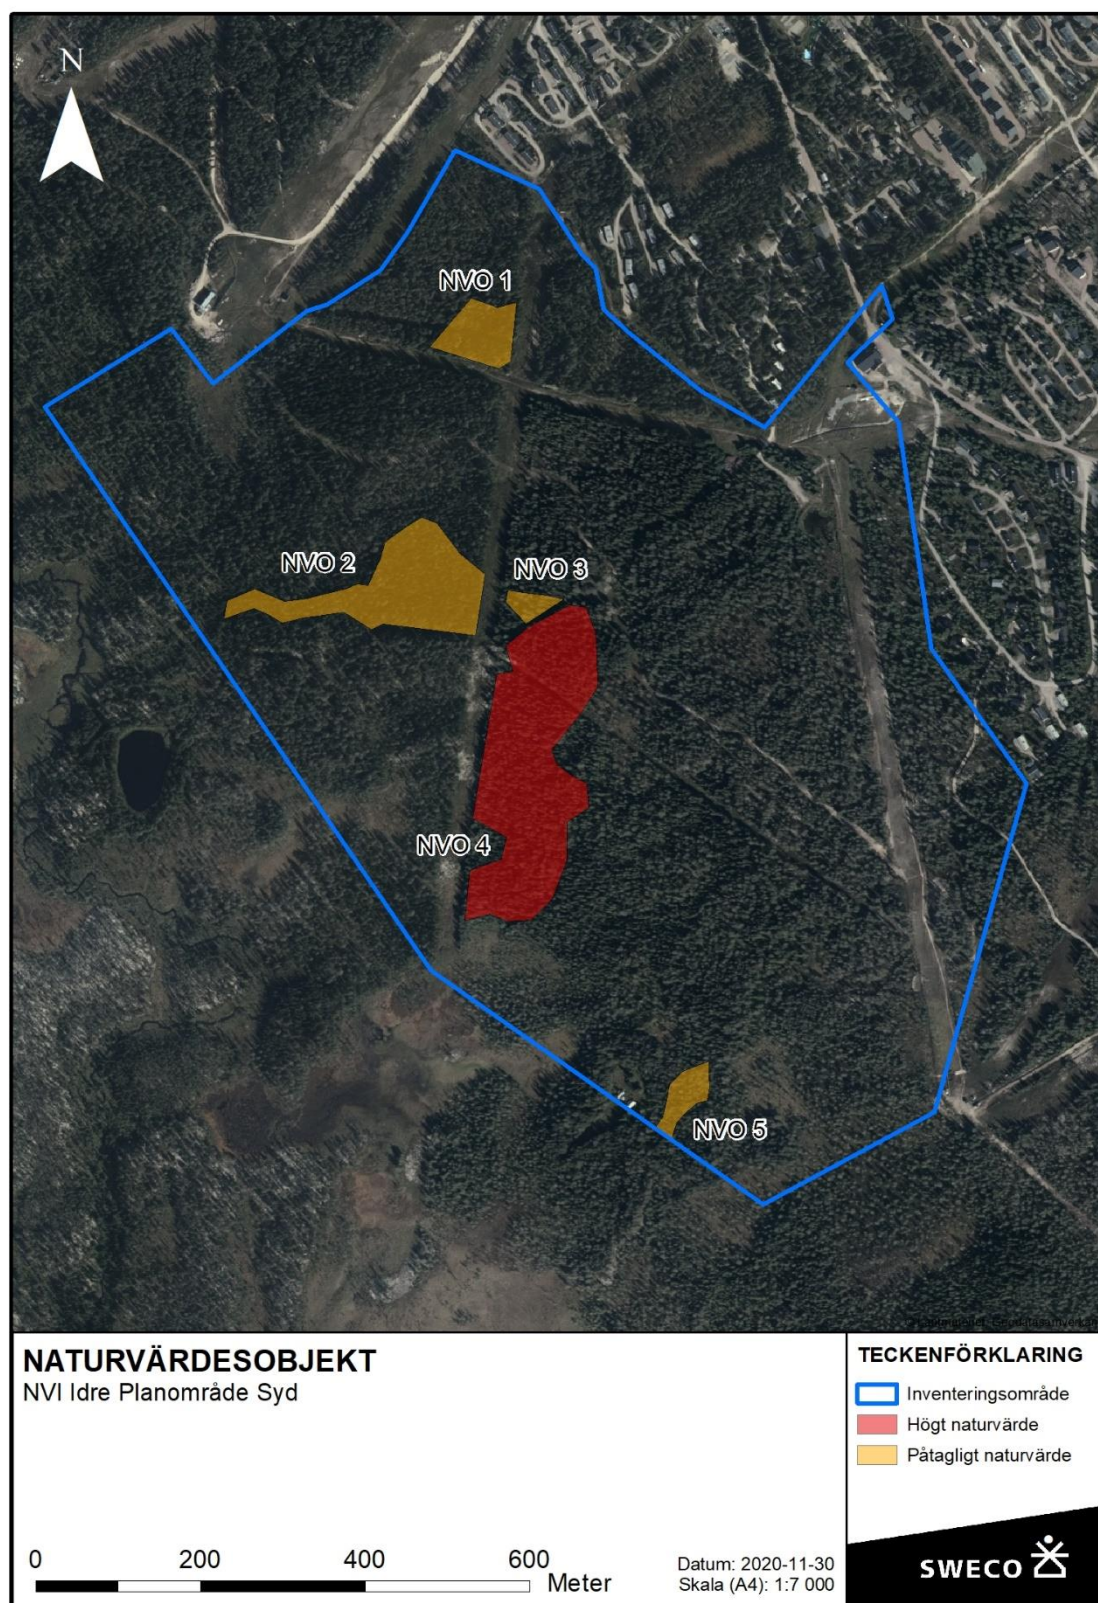 N
NVO 1
NVO 2
NVO 3
NVO 4
NVO 5
NATURVÄRDESOBJEKT
NVI Idre Planområde Syd
0 200 400 600 Meter
Datum: 2020-11-30
Skala (A4): 1:7 000
TECKENFÖRKLARING
Inventeringsområde
Högt naturvärde
Påtagligt naturvärde
SWECO